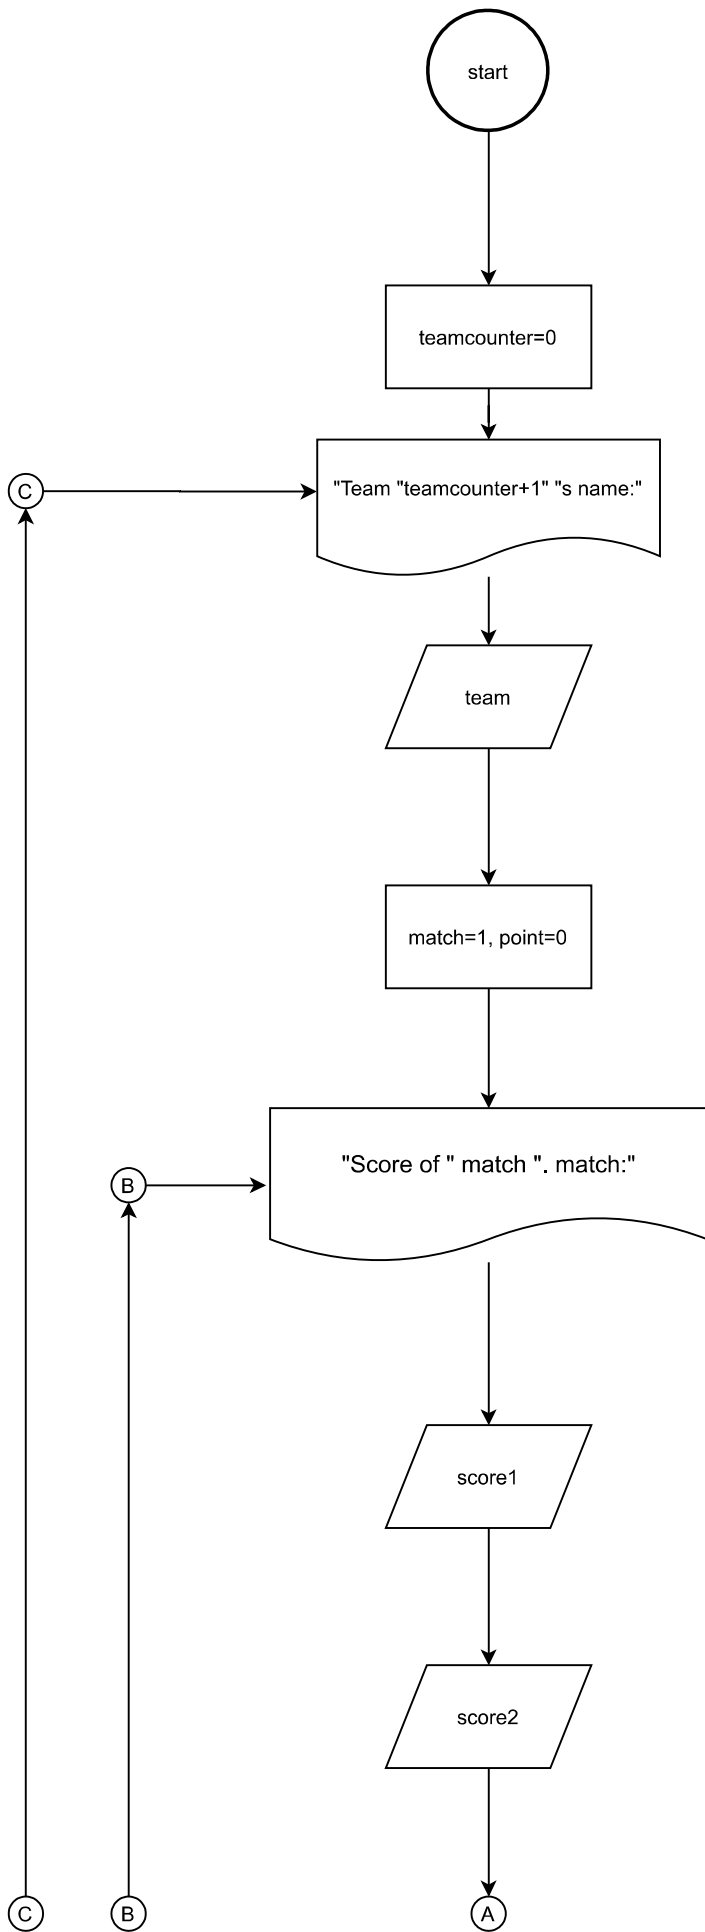 start
teamcounter=0
C
"Team "teamcounter+1" "s name:"
team
match=1, point=0
B
"Score of " match ". match:"
score1
score2
C
B
A